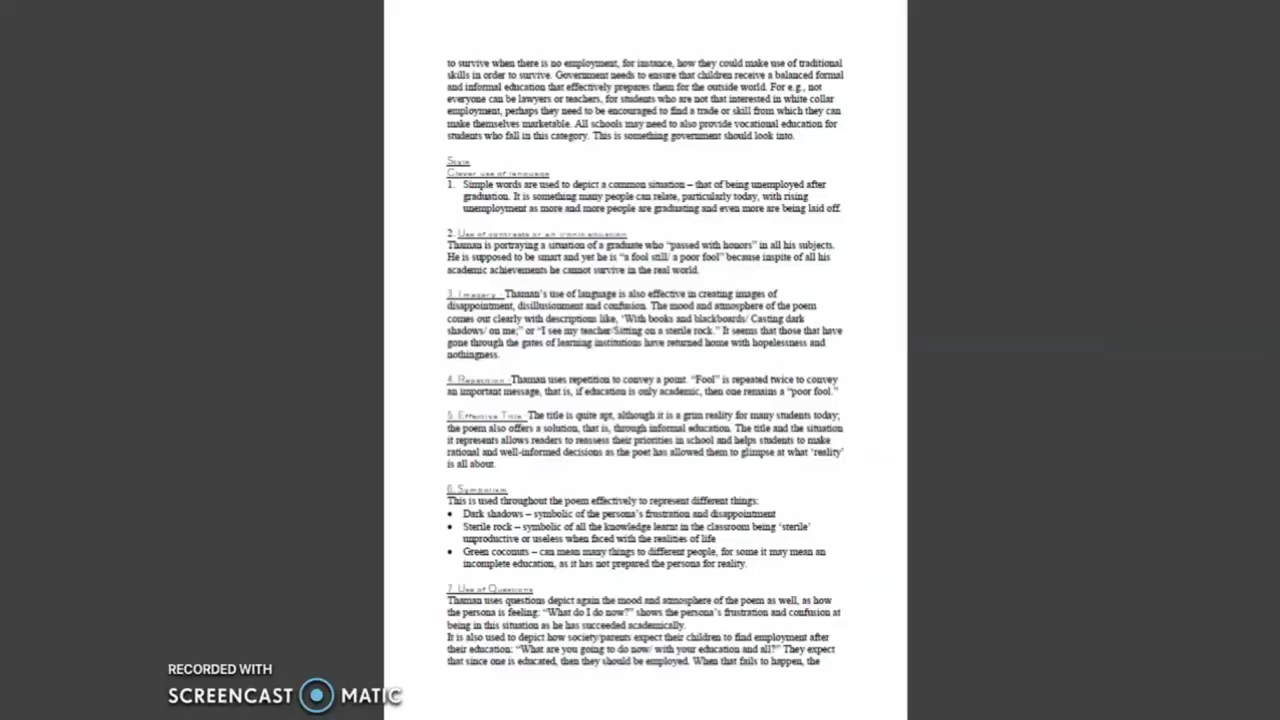 to survive when there is no employment, for instance, how they could make use of traditional
skills in order to survive. Government needs to ensure that children receive a balanced formal
and informal education that effectively prepares them for the outside world. For e.g., not
everyone can be lawyers or teachers, for students who are not that interested in white collar
employment, perhaps they need to be encouraged to find a trade or skill from which they can
make themselves marketable. All schools may need to also provide vocational education for
students who fall in this category. This is something government should look into.
Style
Clever use of language
1. Simple words are used to depict a common situation – that of being unemployed after
graduation. It is something many people can relate, particularly today, with rising
unemployment as more and more people are graduating and even more are being laid off.
2. Use of contrasts or an ironic situation
Thaman is portraying a situation of a graduate who “passed with honors” in all his subjects.
He is supposed to be smart and yet he is “a fool still/ a poor fool” because inspite of all his
academic achievements he cannot survive in the real world.
3. Imagery Thaman’s use of language is also effective in creating images of
disappointment, disillusionment and confusion. The mood and atmosphere of the poem
comes out clearly with descriptions like, “With books and blackboards/ Casting dark
shadows/ on me;” or “I see my teacher/Sitting on a sterile rock.” It seems that those that have
gone through the gates of learning institutions have returned home with hopelessness and
nothingness.
4. Repetition Thaman uses repetition to convey a point. “Fool” is repeated twice to convey
an important message, that is, if education is only academic, then one remains a “poor fool.”
5. Effective Title The title is quite apt, although it is a grim reality for many students today;
the poem also offers a solution, that is, through informal education. The title and the situation
it represents allows readers to reassess their priorities in school and helps students to make
rational and well-informed decisions as the poet has allowed them to glimpse at what ‘reality’
is all about.
6. Symbolism
This is used throughout the poem effectively to represent different things:
• Dark shadows – symbolic of the persona’s frustration and disappointment
• Sterile rock – symbolic of all the knowledge learnt in the classroom being ‘sterile’
unproductive or useless when faced with the realities of life
• Green coconuts – can mean many things to different people, for some it may mean an
incomplete education, as it has not prepared the persona for reality.
7. Use of Questions
Thaman uses questions depict again the mood and atmosphere of the poem as well, as how
the persona is feeling. “What do I do now?” shows the persona’s frustration and confusion at
being in this situation as he has succeeded academically.
It is also used to depict how society/parents expect their children to find employment after
their education: “What are you going to do now/ with your education and all?” They expect
that since one is educated, then they should be employed. When that fails to happen, the
RECORDED WITH
SCREENCAST MATIC